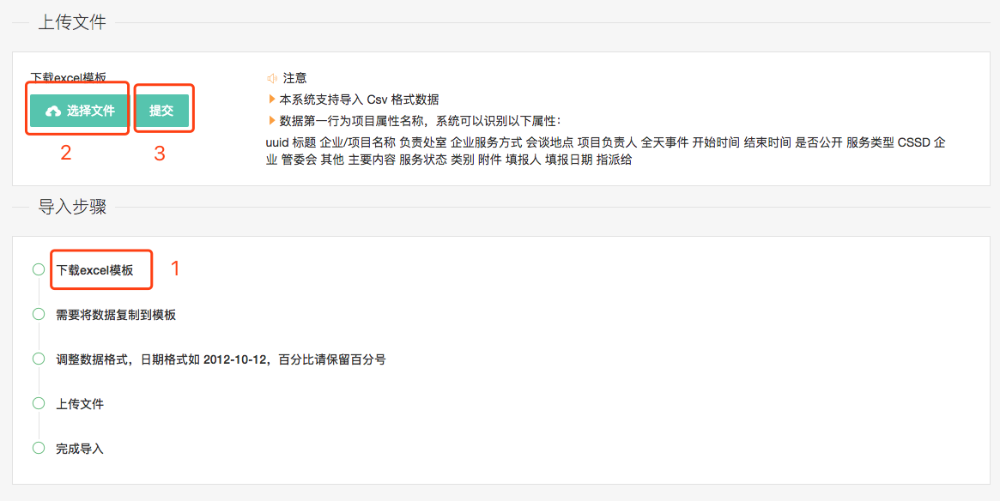 上传文件
下载excel模板
选择文件
提交
2
3
注意
本系统支持导入 Csv 格式数据
数据第一行为项目属性名称，系统可以识别以下属性：
uuid 标题 企业/项目名称 负责处室 企业服务方式 会谈地点 项目负责人 全天事件 开始时间 结束时间 是否公开 服务类型 CSSD 企
业 管委会 其他 主要内容 服务状态 类别 附件 填报人 填报日期 指派给
导入步骤
下载excel模板
1
需要将数据复制到模板
调整数据格式，日期格式如 2012-10-12，百分比请保留百分号
上传文件
完成导入